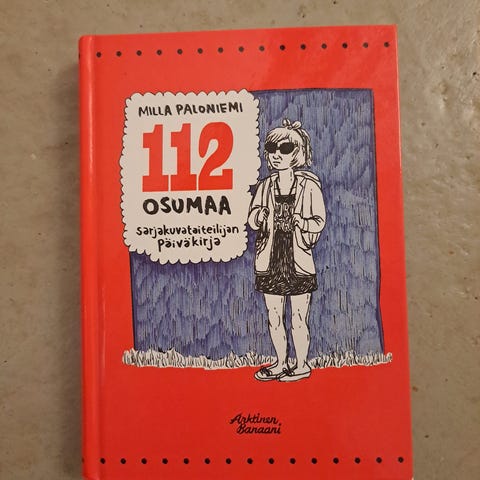 MILLA PALONIEMI
112
OSUMAA
sarjakuvataiteilijan
päiväkirja
Arktinen
Banaani